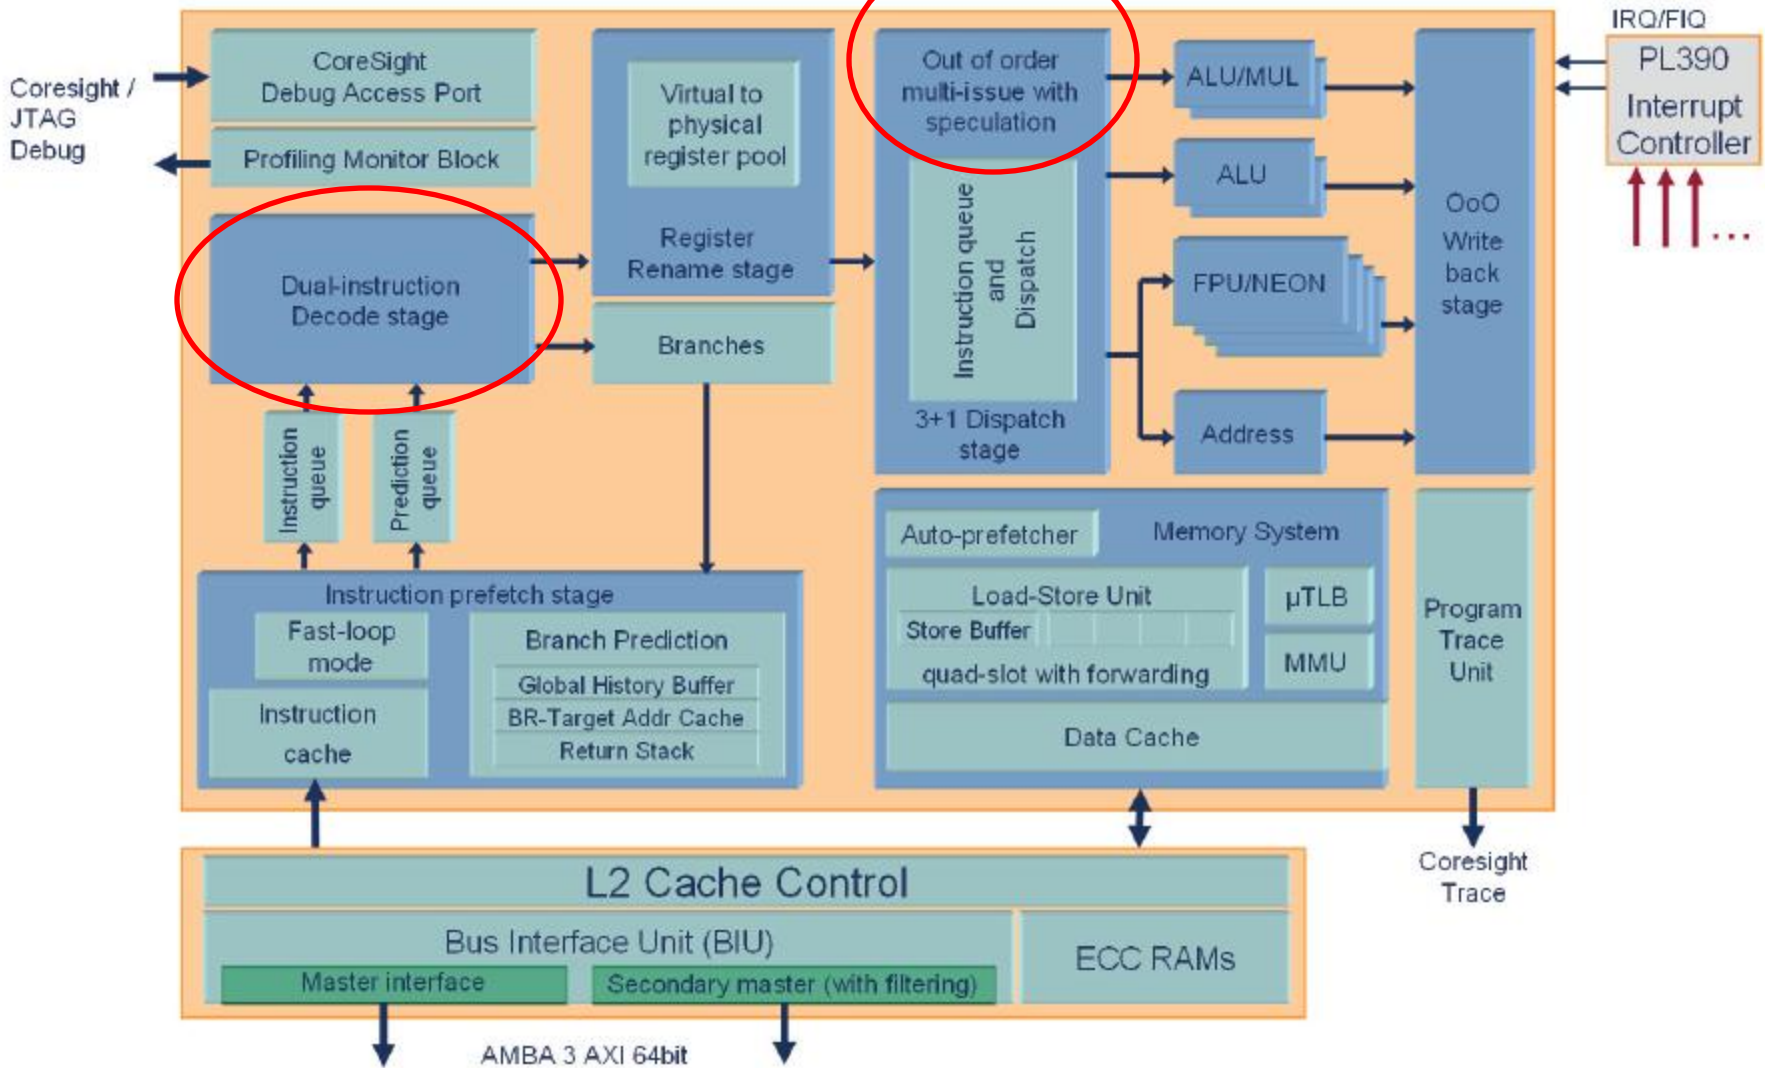 IRQ/FIQ
PL390
Interrupt
Controller
...
Coresight /
JTAG
Debug
CoreSight
Debug Access Port
Profiling Monitor Block
Virtual to
physical
register pool
Register
Rename stage
Out of order
multi-issue with
speculation
Instruction queue
and
Dispatch
3+1 Dispatch
stage
ALU/MUL
ALU
FPU/NEON
Address
OoO
Write
back
stage
Dual-instruction
Decode stage
Branches
Instruction
queue
Prediction
queue
Instruction prefetch stage
Fast-loop
mode
Instruction
cache
Branch Prediction
Global History Buffer
BR-Target Addr Cache
Return Stack
Auto-prefetcher
Memory System
Load-Store Unit
Store Buffer
quad-slot with forwarding
µTLB
MMU
Data Cache
Program
Trace
Unit
Coresight
Trace
L2 Cache Control
Bus Interface Unit (BIU)
Master interface
Secondary master (with filtering)
ECC RAMs
AMBA 3 AXI 64bit